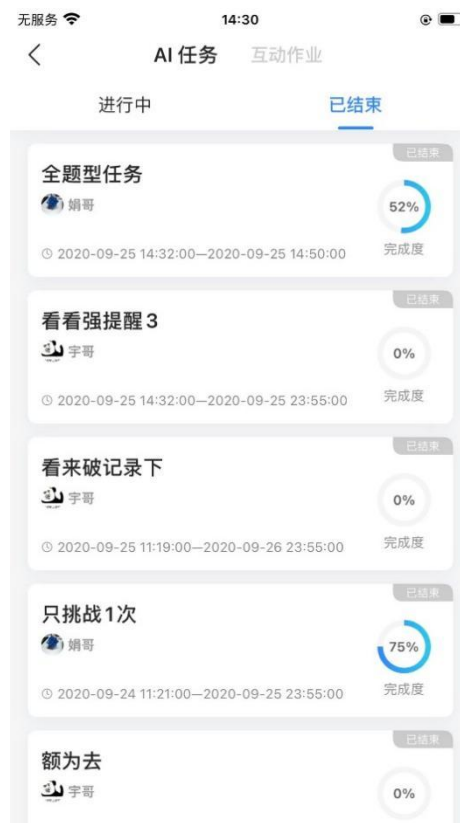 无服务
14:30
AI 任务
互动作业
进行中
已结束
已结束
全题型任务
娟哥
52%
2020-09-25 14:32:00—2020-09-25 14:50:00
完成度
已结束
看看强提醒3
宇哥
0%
2020-09-25 14:32:00—2020-09-25 23:55:00
完成度
已结束
看来破记录下
宇哥
0%
2020-09-25 11:19:00—2020-09-26 23:55:00
完成度
已结束
只挑战1次
娟哥
75%
2020-09-24 11:21:00—2020-09-25 23:55:00
完成度
已结束
额为去
宇哥
0%